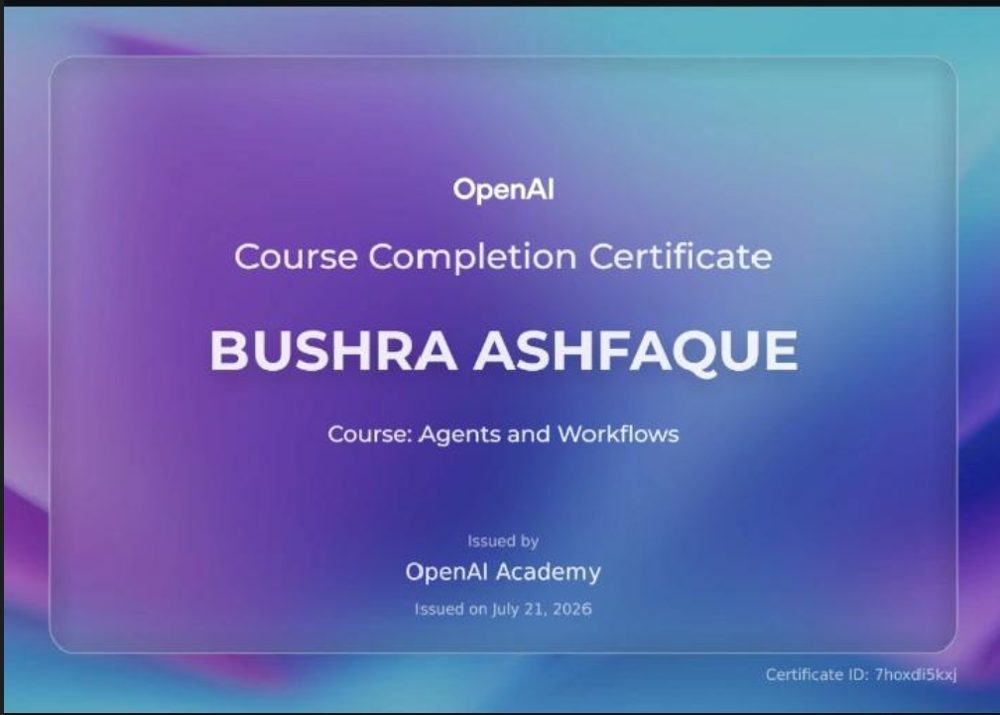 OpenAI
Course Completion Certificate
BUSHRA ASHFAQUE
Course: Agents and Workflows
Issued by
OpenAI Academy
Issued on July 21, 2026
Certificate ID: 7hoxdi5kxj